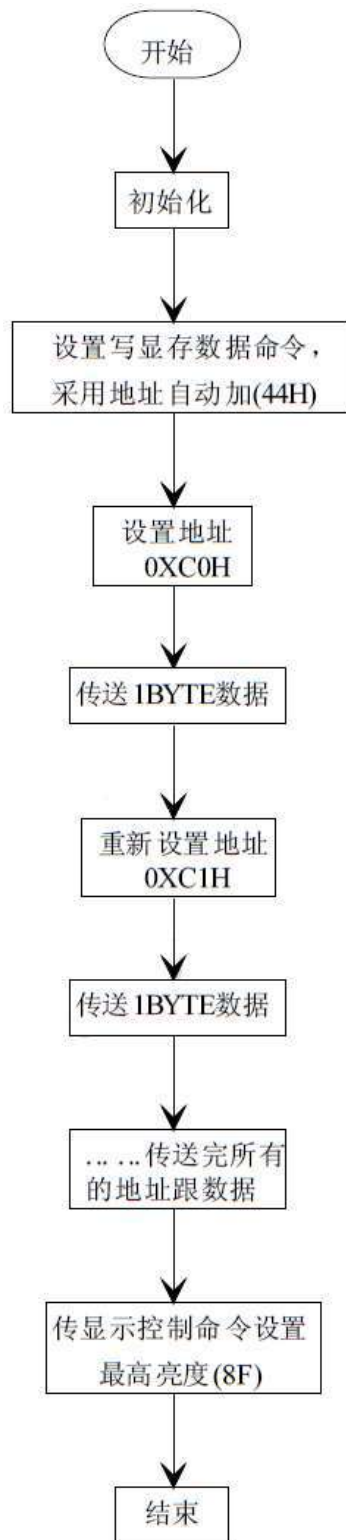 开始
初始化
设置写显存数据命令，
采用地址自动加(44H)
设置地址
0XC0H
传送1BYTE数据
重新设置地址
0XC1H
传送1BYTE数据
……传送完所有
的地址跟数据
传显示控制命令设置
最高亮度(8F)
结束